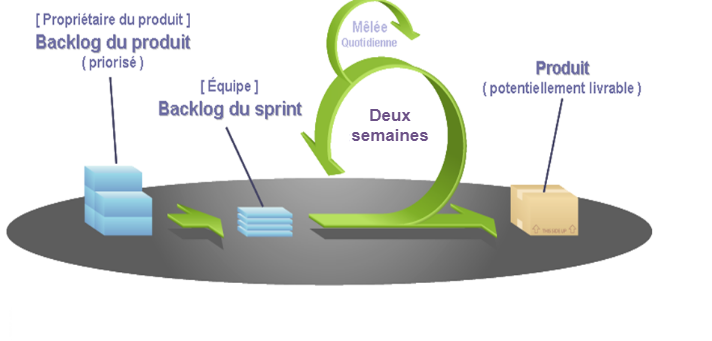 [ Propriétaire du produit ]
Backlog du produit
( priorisé )
[ Équipe ]
Backlog du sprint
Mêlée
Quotidienne
Deux
semaines
Produit
( potentiellement livrable )